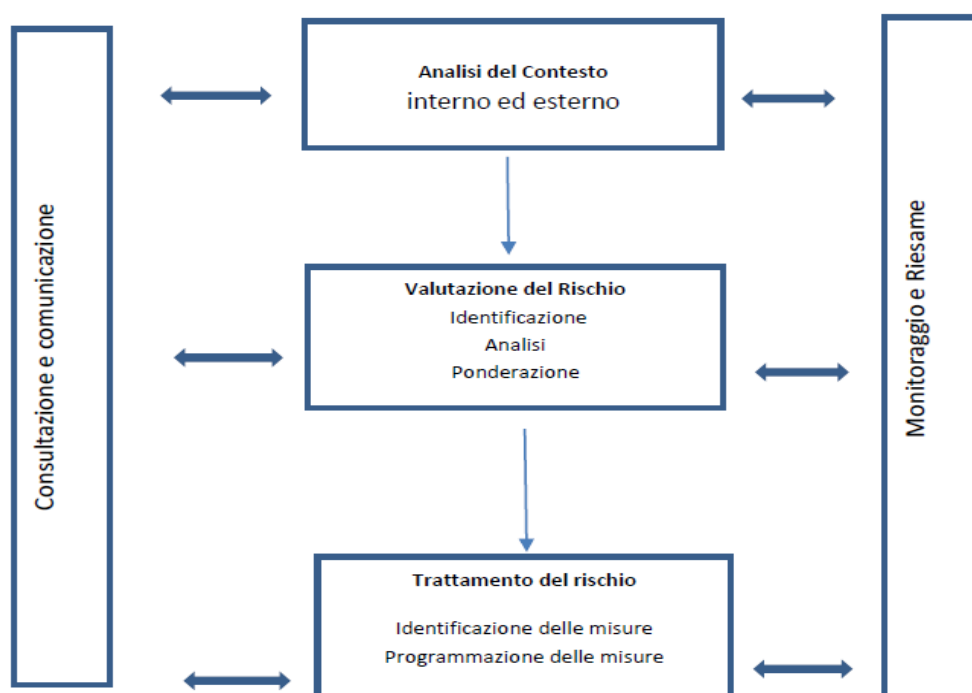 Consultazione e comunicazione
Analisi del Contesto
interno ed esterno
Valutazione del Rischio
Identificazione
Analisi
Ponderazione
Trattamento del rischio
Identificazione delle misure
Programmazione delle misure
Monitoraggio e Riesame